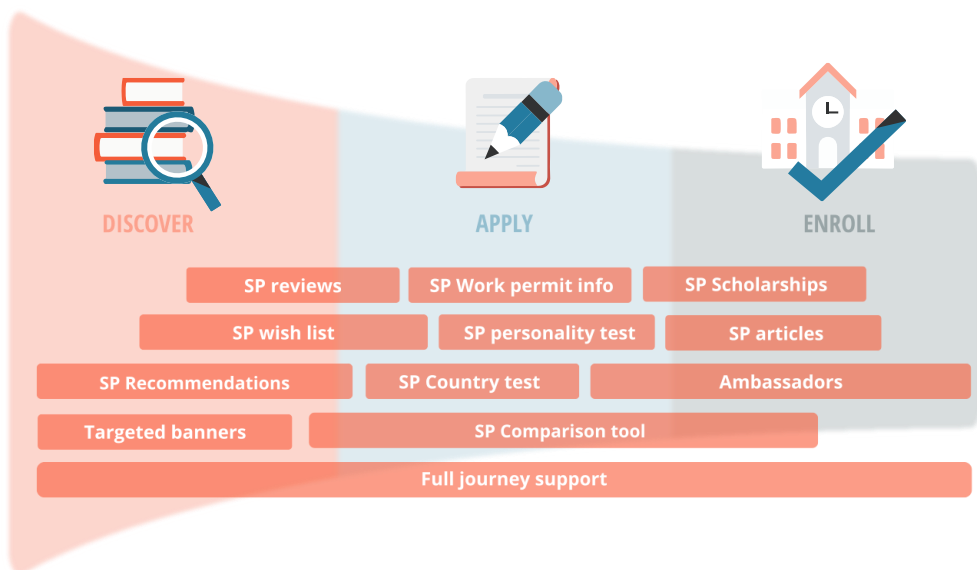 DISCOVER
APPLY
ENROLL
SP reviews
SP Work permit info
SP Scholarships
SP wish list
SP personality test
SP articles
SP Recommendations
SP Country test
Ambassadors
Targeted banners
SP Comparison tool
Full journey support